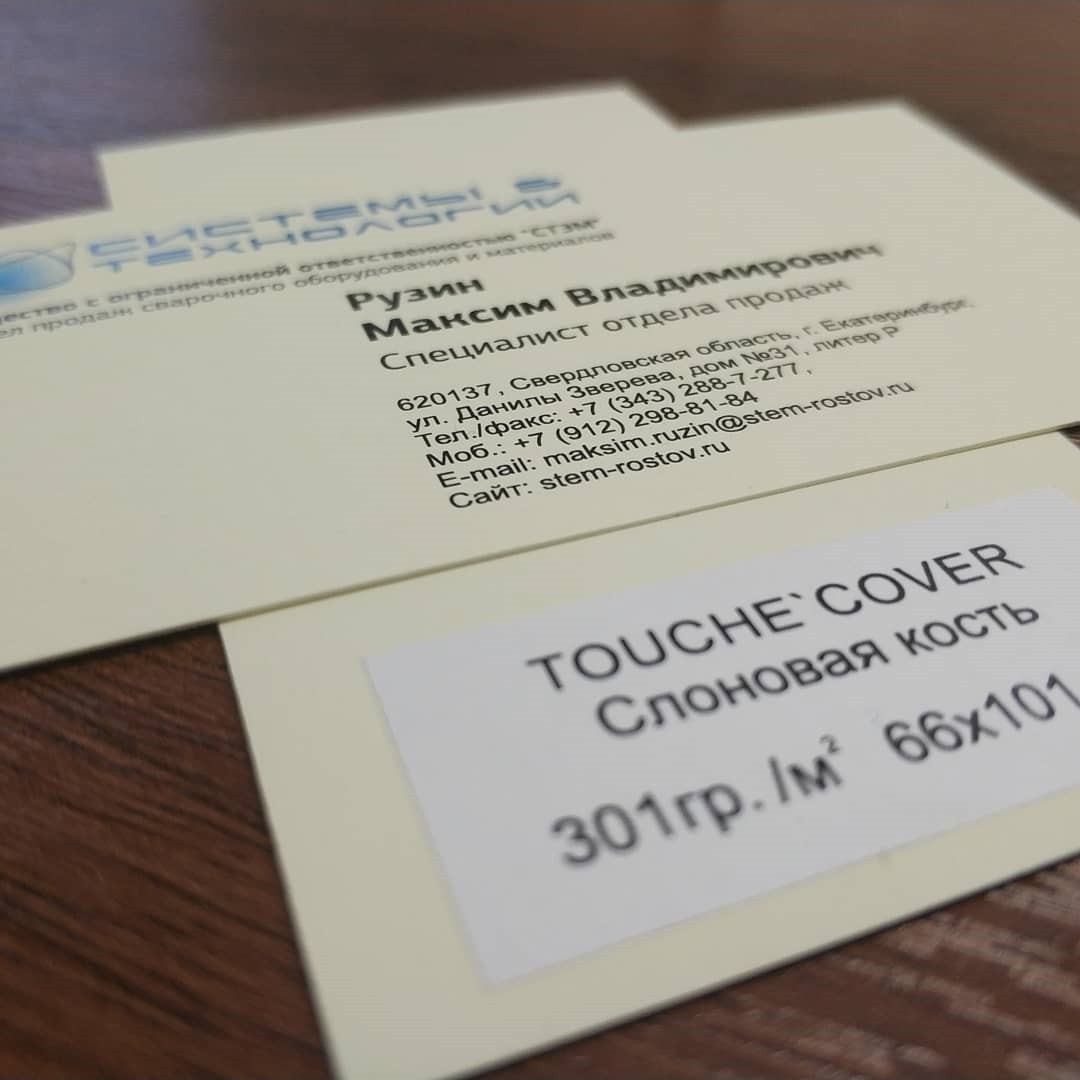 СИСТЕМЫ &
ТЕХНОЛОГИИ
с ограниченной ответственностью "СТЭМ"
продаж сварочного оборудования и материалов
Рузин
Максим Владимирович
Специалист отдела продаж
620137, Свердловская область, г. Екатеринбург,
ул. Данилы Зверева, дом №31, литер Р
Тел./факс: +7 (343) 288-7-277,
Моб.: +7 (912) 298-81-84
E-mail: maksim.ruzin@stem-rostov.ru
Сайт: stem-rostov.ru
TOUCHE`COVER
Слоновая кость
301гр./м² 66х101